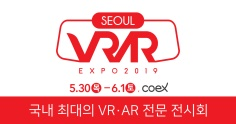 SEOUL
VRAR
EXPO 2019
5.30 목 - 6.1 토, coex
국내 최대의 VR·AR 전문 전시회